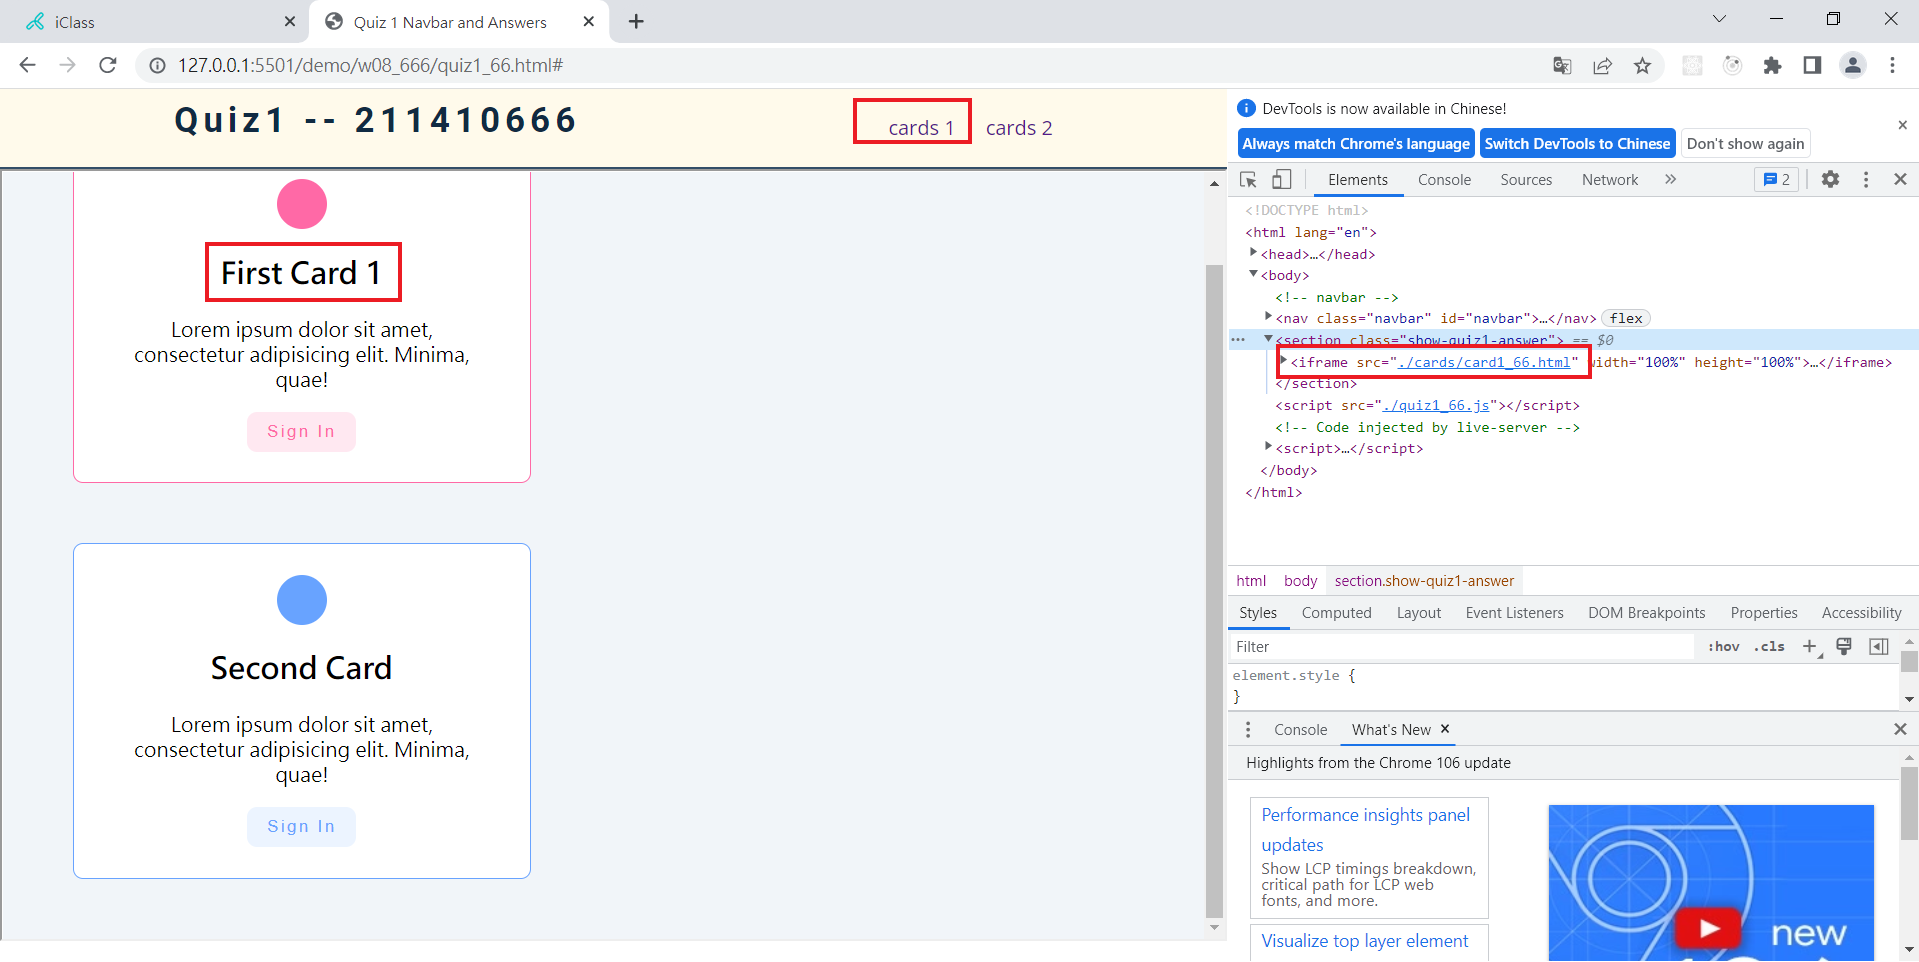 iClass
Quiz 1 Navbar and Answers
127.0.0.1:5501/demo/w08_666/quiz1_66.html#
Quiz1 -- 211410666
cards 1
cards 2
First Card 1
Lorem ipsum dolor sit amet,
consectetur adipisicing elit. Minima,
quae!
Sign In
Second Card
Lorem ipsum dolor sit amet,
consectetur adipisicing elit. Minima,
quae!
Sign In
DevTools is now available in Chinese!
Always match Chrome's language
Switch DevTools to Chinese
Don't show again
Elements
Console
Sources
Network
2
<!DOCTYPE html>
<html lang="en">
<head>…</head>
<body>
<!-- navbar -->
<nav class="navbar" id="navbar">…</nav> flex
<section class="show-quiz1-answer"> == $0
<iframe src="./cards/card1_66.html" width="100%" height="100%">…</iframe>
</section>
<script src="./quiz1_66.js"></script>
<!-- Code injected by live-server -->
<script>…</script>
</body>
</html>
html body section.show-quiz1-answer
Styles Computed Layout Event Listeners DOM Breakpoints Properties Accessibility
Filter
:hov .cls
element.style {
}
Console
What's New
Highlights from the Chrome 106 update
Performance insights panel
updates
Show LCP timings breakdown,
critical path for LCP web
fonts, and more.
Visualize top layer element
new